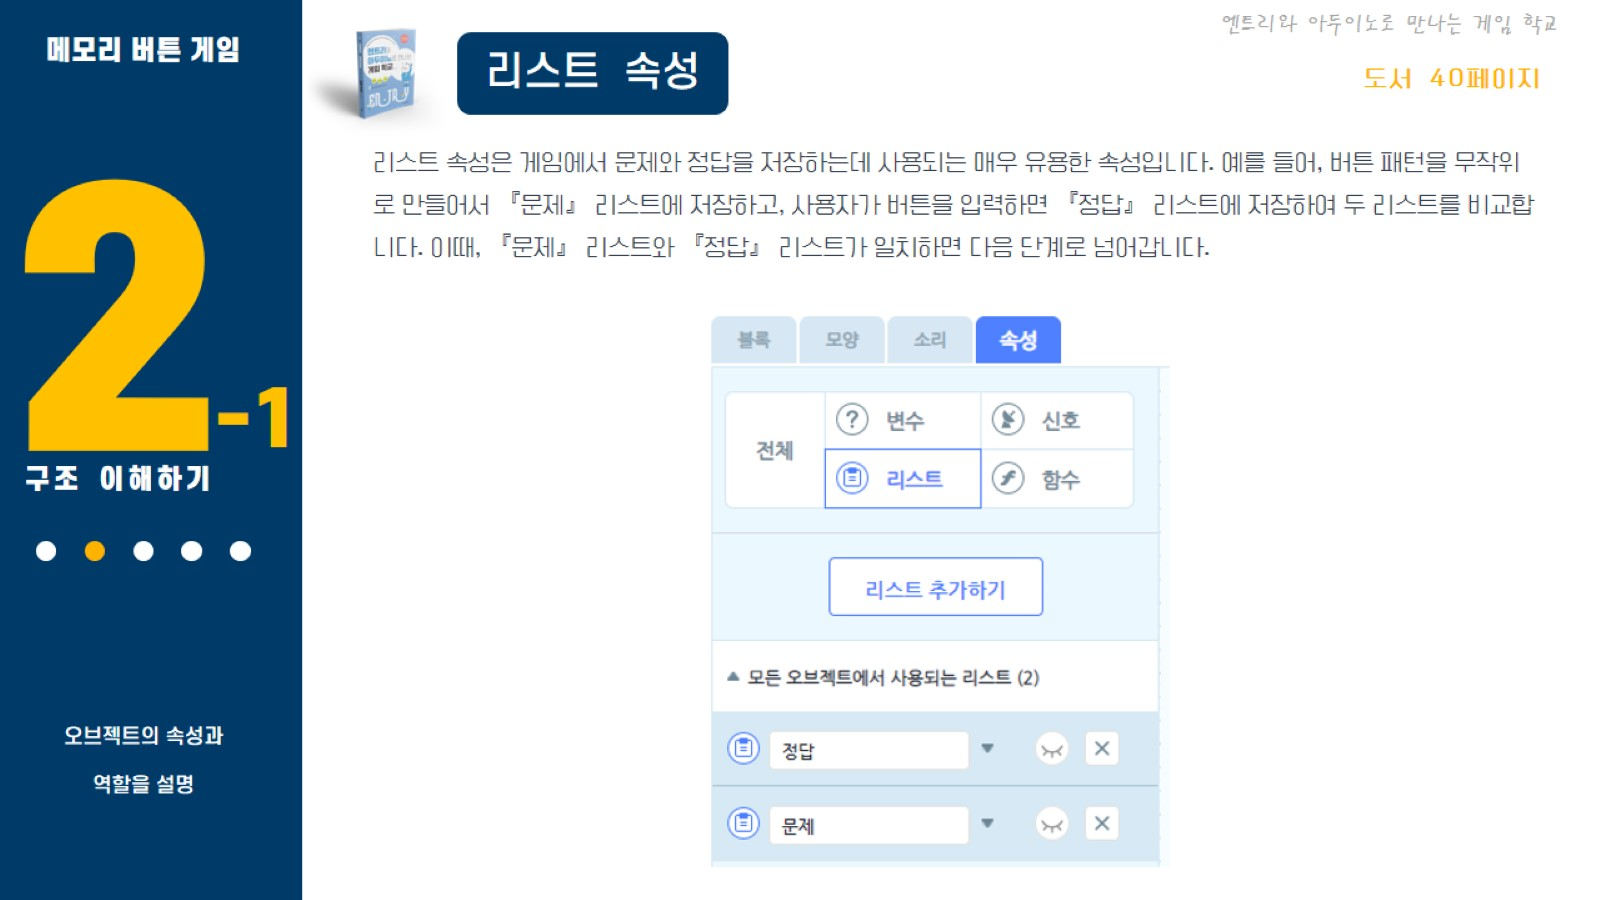 메모리 버튼 게임
2-1
구조 이해하기
오브젝트의 속성과
역할을 설명
리스트 속성
엔트리와 아두이노로 만나는 게임 학교
도서 40페이지
리스트 속성은 게임에서 문제와 정답을 저장하는데 사용되는 매우 유용한 속성입니다. 예를 들어, 버튼 패턴을 무작위
로 만들어서 『문제』 리스트에 저장하고, 사용자가 버튼을 입력하면 『정답』 리스트에 저장하여 두 리스트를 비교합
니다. 이때, 『문제』 리스트와 『정답』 리스트가 일치하면 다음 단계로 넘어갑니다.
블록 모양 소리 속성
전체
? 변수 신호
리스트 함수
리스트 추가하기
▲ 모든 오브젝트에서 사용되는 리스트 (2)
정답
문제